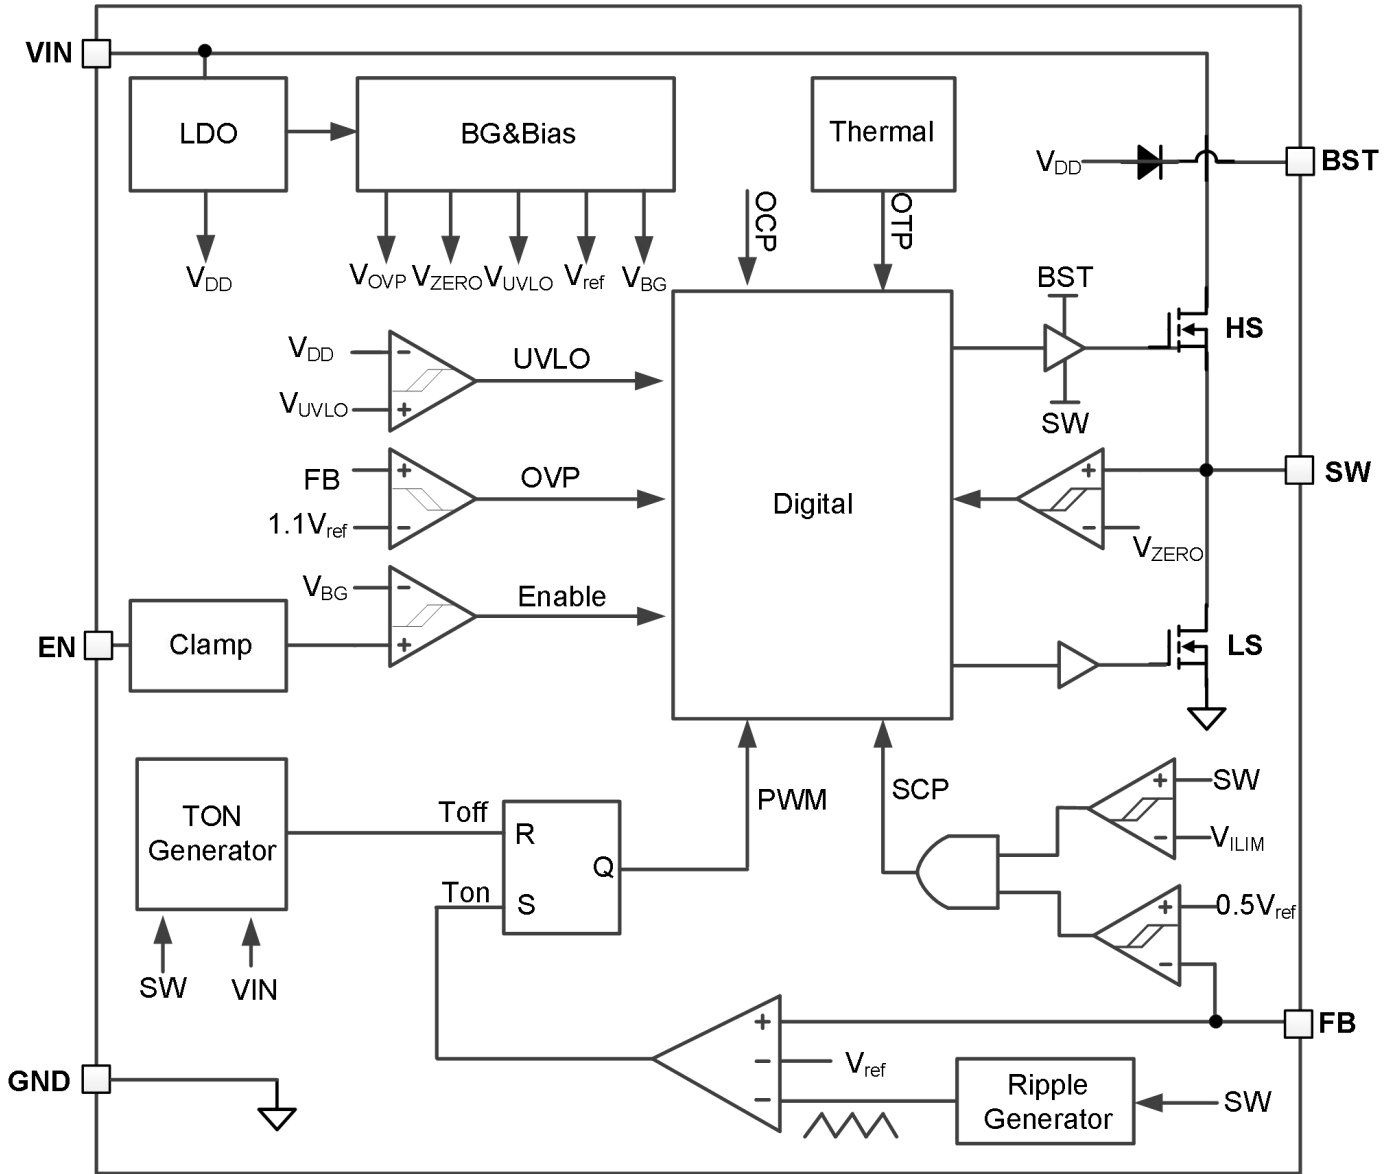 VIN
LDO
BG&Bias
Thermal
VDD
BST
OCP
OTP
VDD
VOVP
VZERO
VUVLO
Vref
VBG
BST
HS
VDD
UVLO
VUVLO
SW
FB
OVP
1.1Vref
Digital
+
-
SW
VZERO
VBG
Enable
EN
Clamp
LS
TON
Generator
Toff
R
Q
Ton
S
PWM
SCP
SW
VILIM
0.5Vref
SW
VIN
FB
Vref
GND
Ripple
Generator
SW